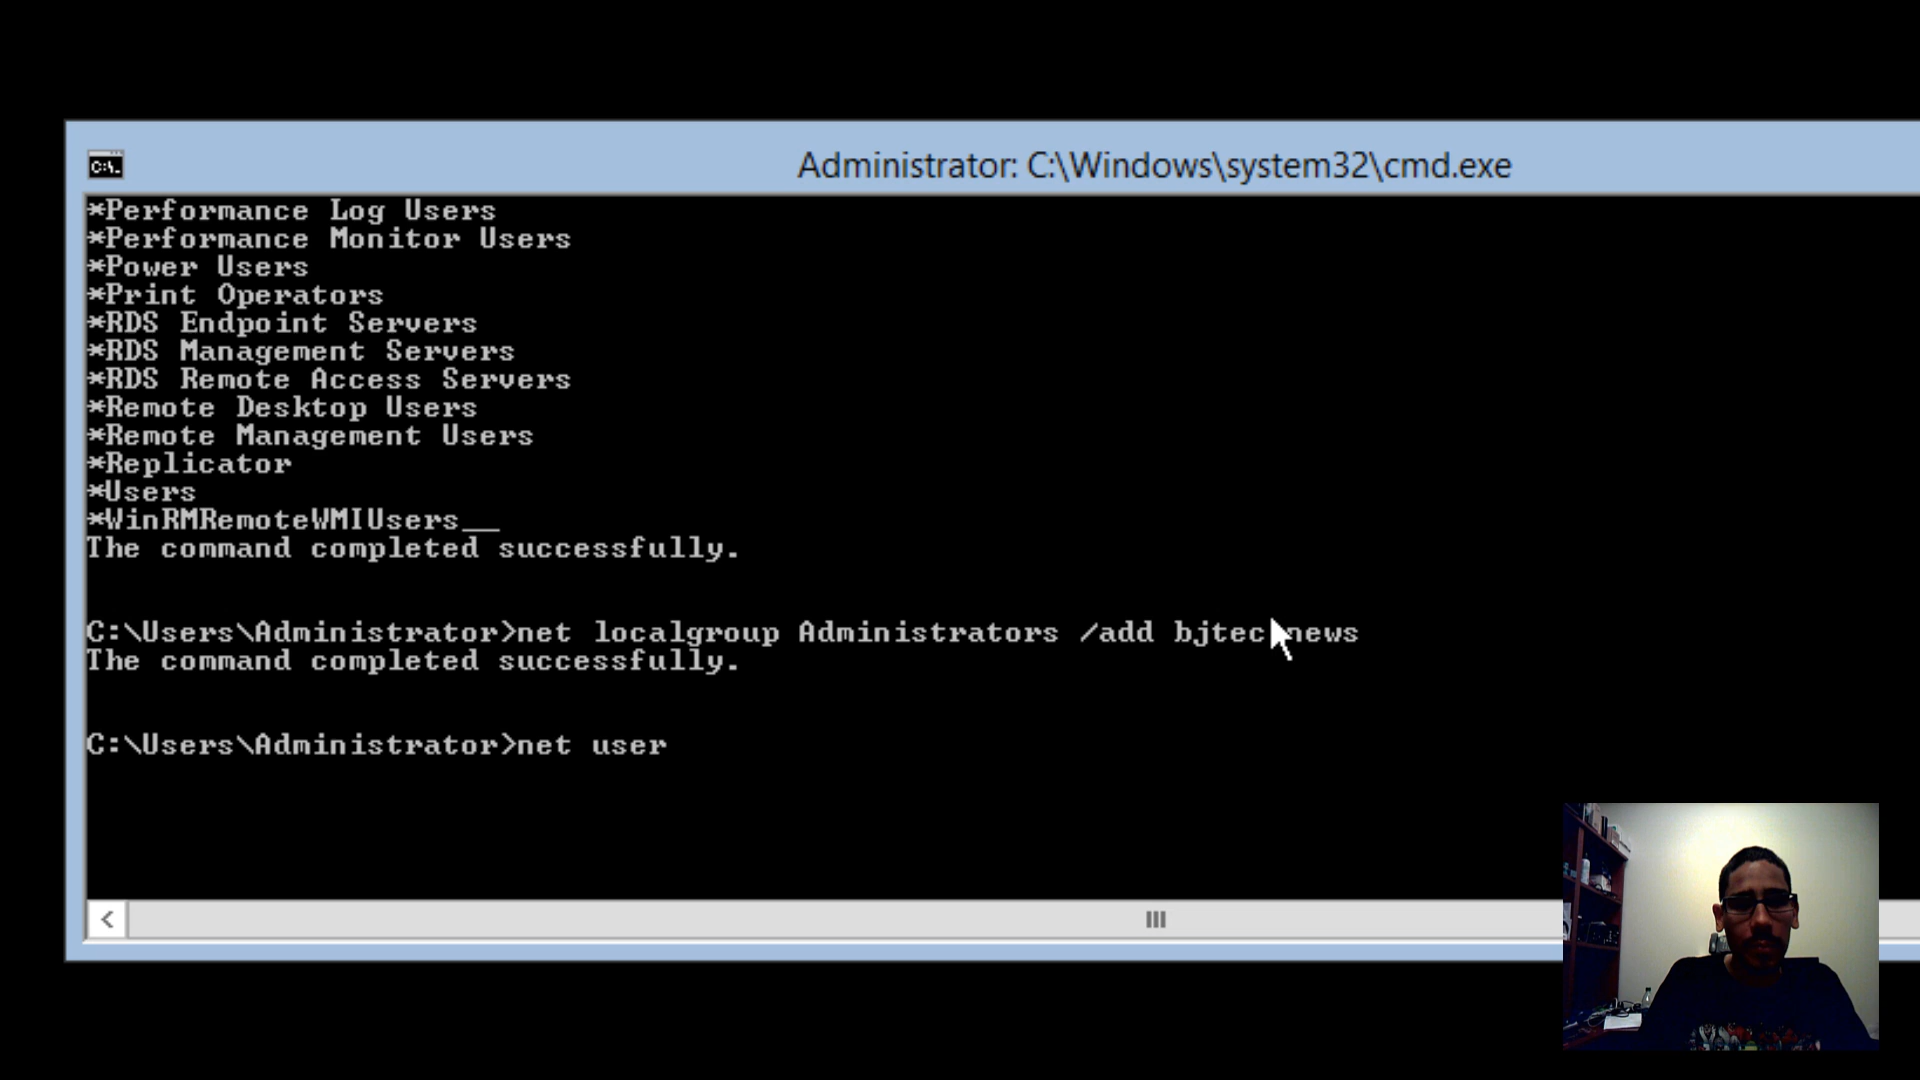 Administrator: C:\Windows\system32\cmd.exe
*Performance Log Users
*Performance Monitor Users
*Power Users
*Print Operators
*RDS Endpoint Servers
*RDS Management Servers
*RDS Remote Access Servers
*Remote Desktop Users
*Remote Management Users
*Replicator
*Users
*WinRMRemoteWMIUsers__
The command completed successfully.
C:\Users\Administrator>net localgroup Administrators /add bjtecnews
The command completed successfully.
C:\Users\Administrator>net user